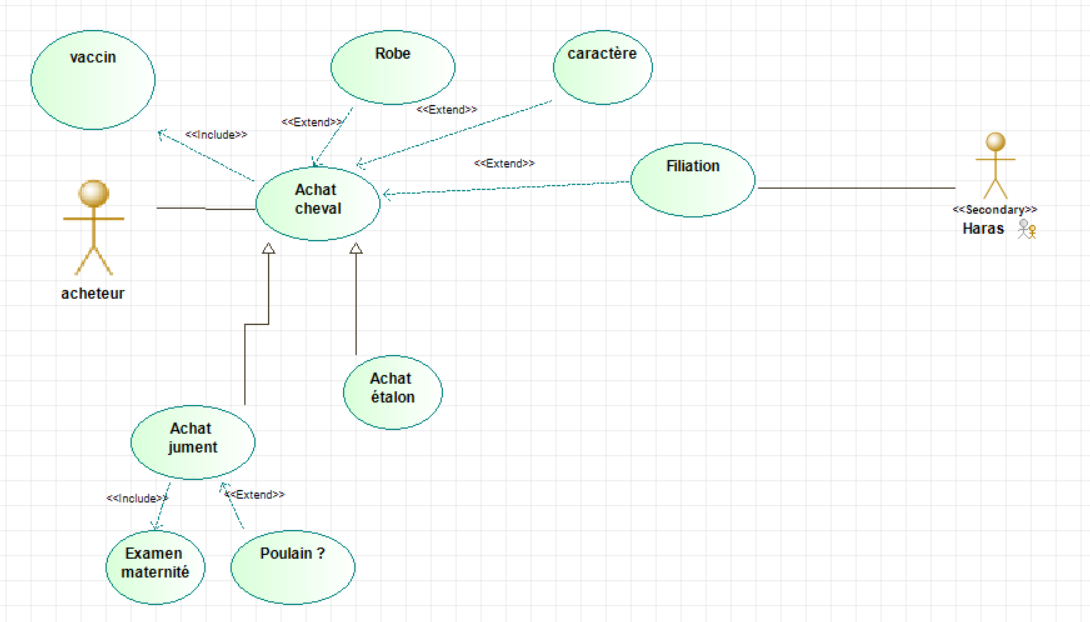 vaccin
Robe
caractère
<<Extend>>
<<Extend>>
<<Include>>
<<Extend>>
Filiation
Achat
cheval
<<Secondary>>
Haras
acheteur
Achat
étalon
Achat
jument
<<Include>>
<<Extend>>
Examen
maternité
Poulain ?